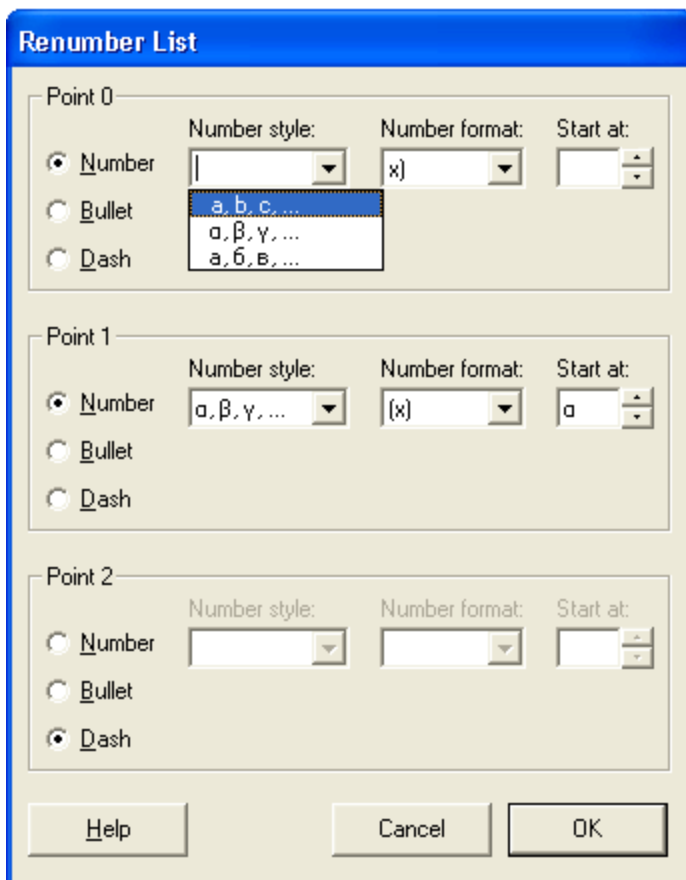 Renumber List
Point 0
Number style: Number format: Start at:
Number x)
Bullet
Dash
a, b, c, ...
α, β, γ, ...
а, б, в, ...
Point 1
Number style: Number format: Start at:
Number α, β, γ, ... (x) α
Bullet
Dash
Point 2
Number style: Number format: Start at:
Number
Bullet
Dash
Help Cancel OK